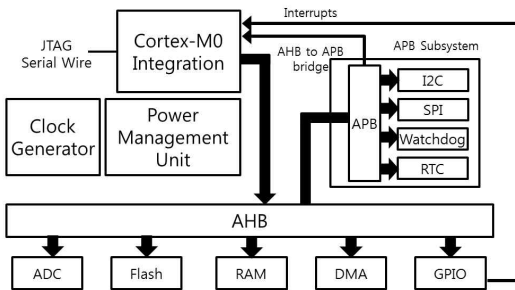 Interrupts
Cortex-M0
Integration
JTAG
Serial Wire
AHB to APB
bridge
APB Subsystem
I2C
SPI
Watchdog
RTC
APB
Clock
Generator
Power
Management
Unit
AHB
ADC
Flash
RAM
DMA
GPIO